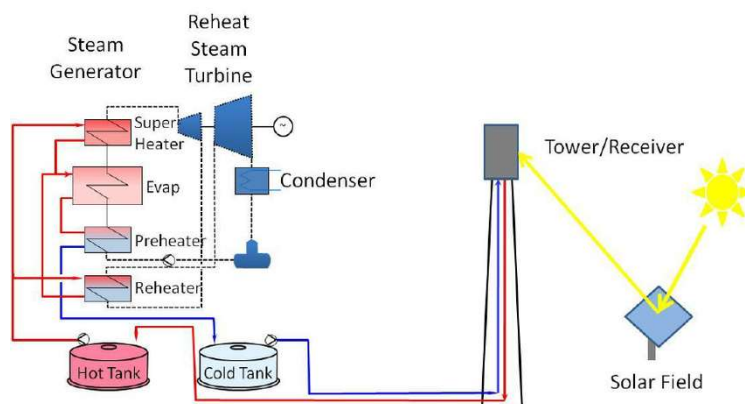 Steam
Generator
Reheat
Steam
Turbine
Super
Heater
~
Evap
Condenser
Preheater
Reheater
Hot Tank
Cold Tank
Tower/Receiver
Solar Field